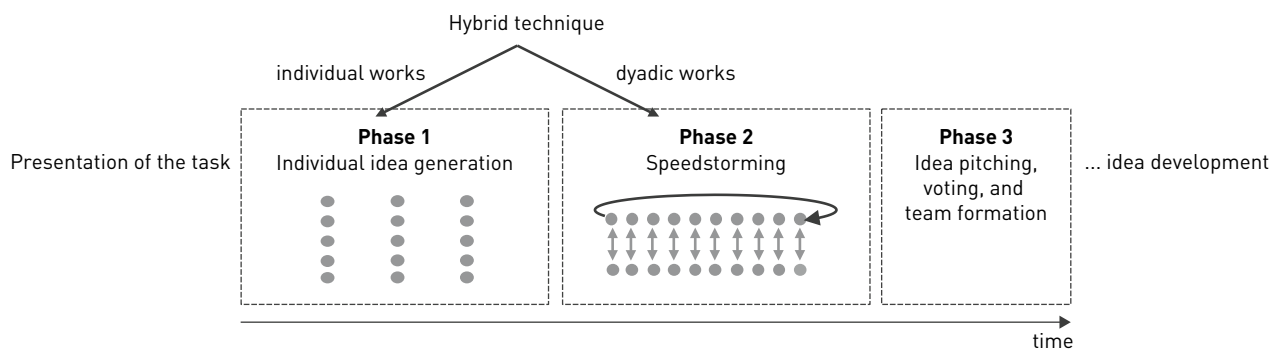 Hybrid technique
individual works
dyadic works
Presentation of the task
Phase 1
Individual idea generation
Phase 2
Speedstorming
Phase 3
Idea pitching,
voting, and
team formation
... idea development
time